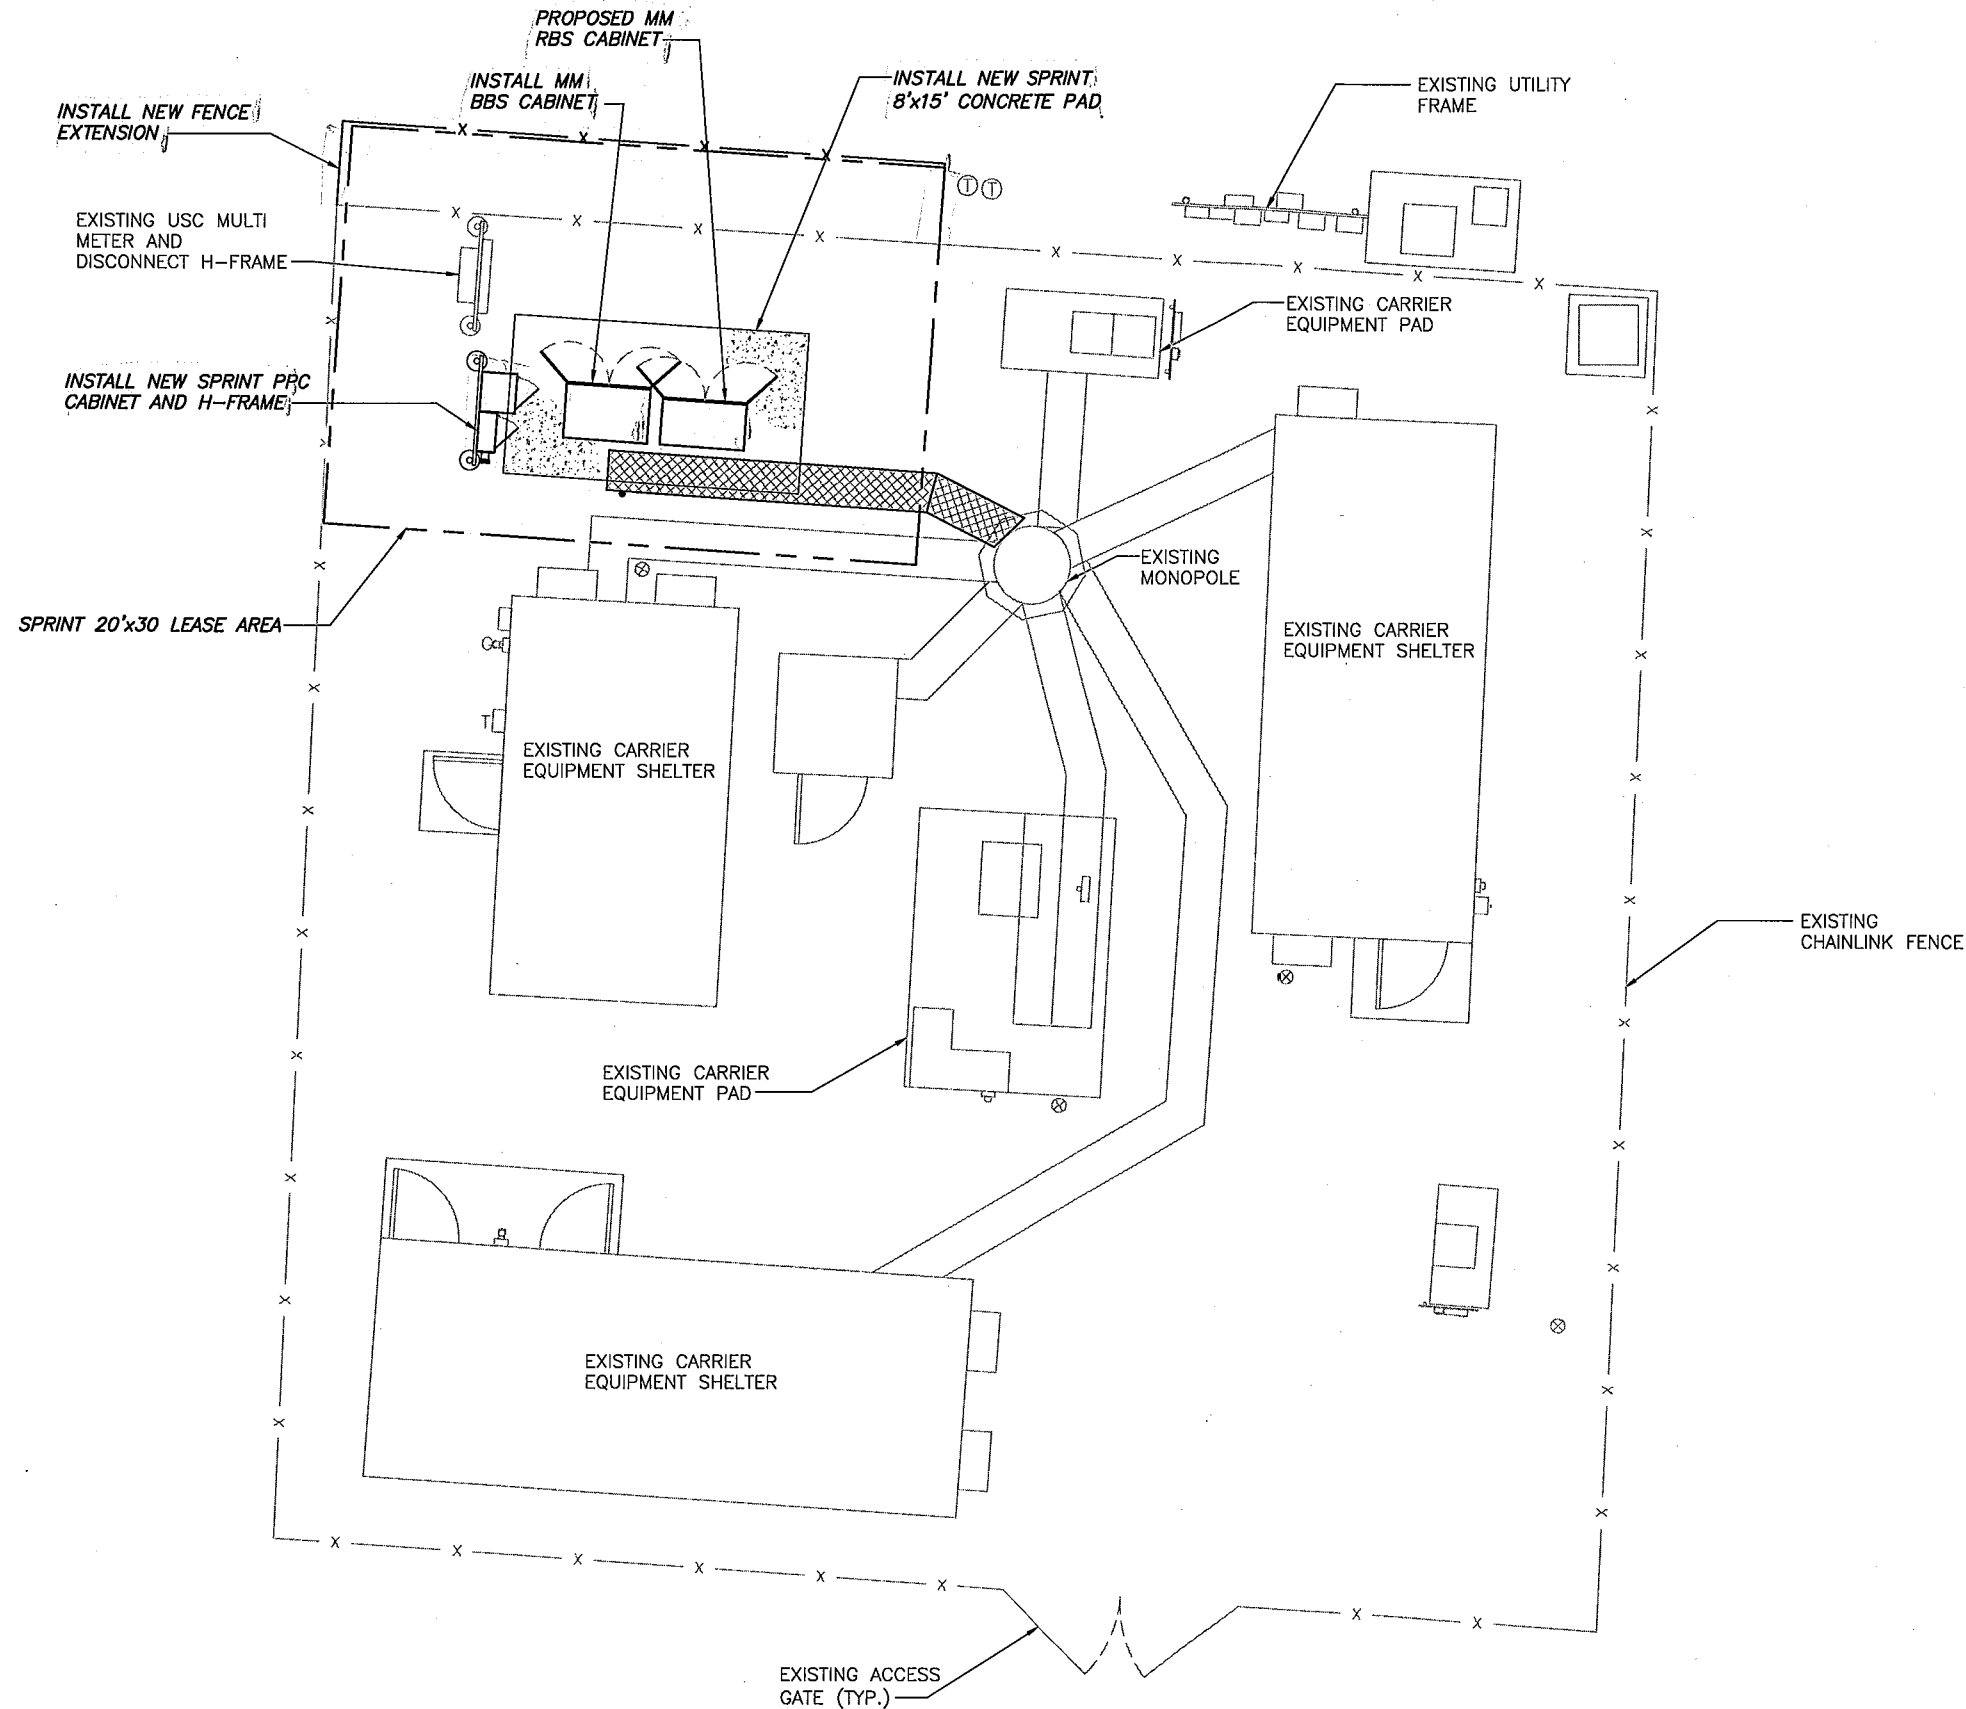 PROPOSED MM
RBS CABINET
INSTALL MM
BBS CABINET
INSTALL NEW SPRINT
8'x15' CONCRETE PAD
EXISTING UTILITY
FRAME
INSTALL NEW FENCE
EXTENSION
T T
EXISTING USC MULTI
METER AND
DISCONNECT H-FRAME
EXISTING CARRIER
EQUIPMENT PAD
INSTALL NEW SPRINT PPC
CABINET AND H-FRAME
EXISTING
MONOPOLE
SPRINT 20'x30 LEASE AREA
EXISTING CARRIER
EQUIPMENT SHELTER
T
EXISTING CARRIER
EQUIPMENT SHELTER
EXISTING
CHAINLINK FENCE
EXISTING CARRIER
EQUIPMENT PAD
EXISTING CARRIER
EQUIPMENT SHELTER
EXISTING ACCESS
GATE (TYP.)